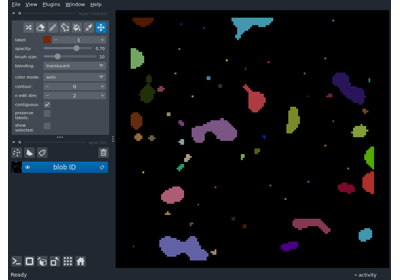 File View Plugins Window Help
label: 1
opacity: 0.70
brush size: 10
blending: translucent
color mode: auto
contour: 0
n edit dim: 2
contiguous:
preserve labels:
show selected:
blob ID
Ready
activity